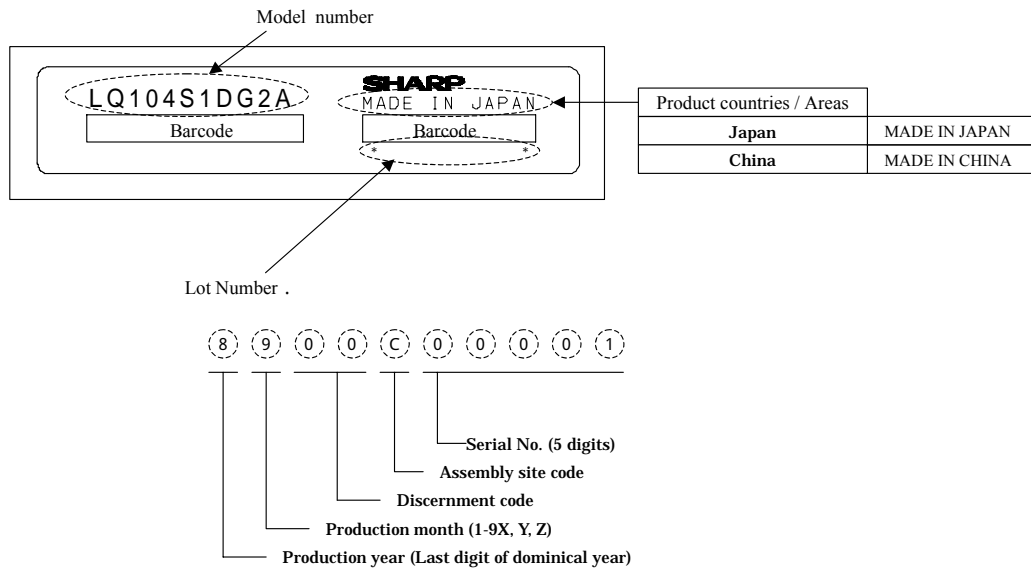 Model number
SHARP
LQ104S1DG2A
MADE IN JAPAN
Barcode
Barcode
* *
Product countries / Areas
Japan MADE IN JAPAN
China MADE IN CHINA
Lot Number .
8 9 0 0 C 0 0 0 0 1
Serial No. (5 digits)
Assembly site code
Discernment code
Production month (1-9X, Y, Z)
Production year (Last digit of dominical year)